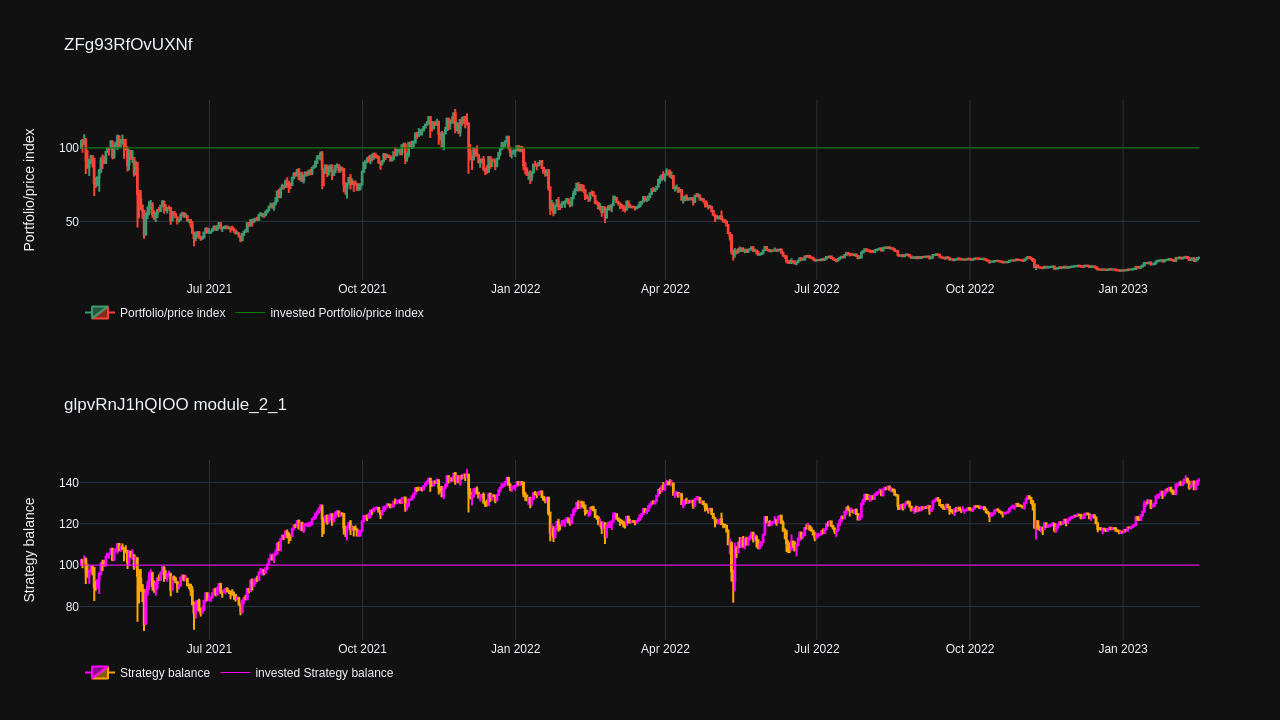 ZFg93RfOvUXNf
Portfolio/price index
100
50
Jul 2021 Oct 2021 Jan 2022 Apr 2022 Jul 2022 Oct 2022 Jan 2023
Portfolio/price index invested Portfolio/price index
glpvRnJ1hQIOO module_2_1
Strategy balance
140
120
100
80
Jul 2021 Oct 2021 Jan 2022 Apr 2022 Jul 2022 Oct 2022 Jan 2023
Strategy balance invested Strategy balance